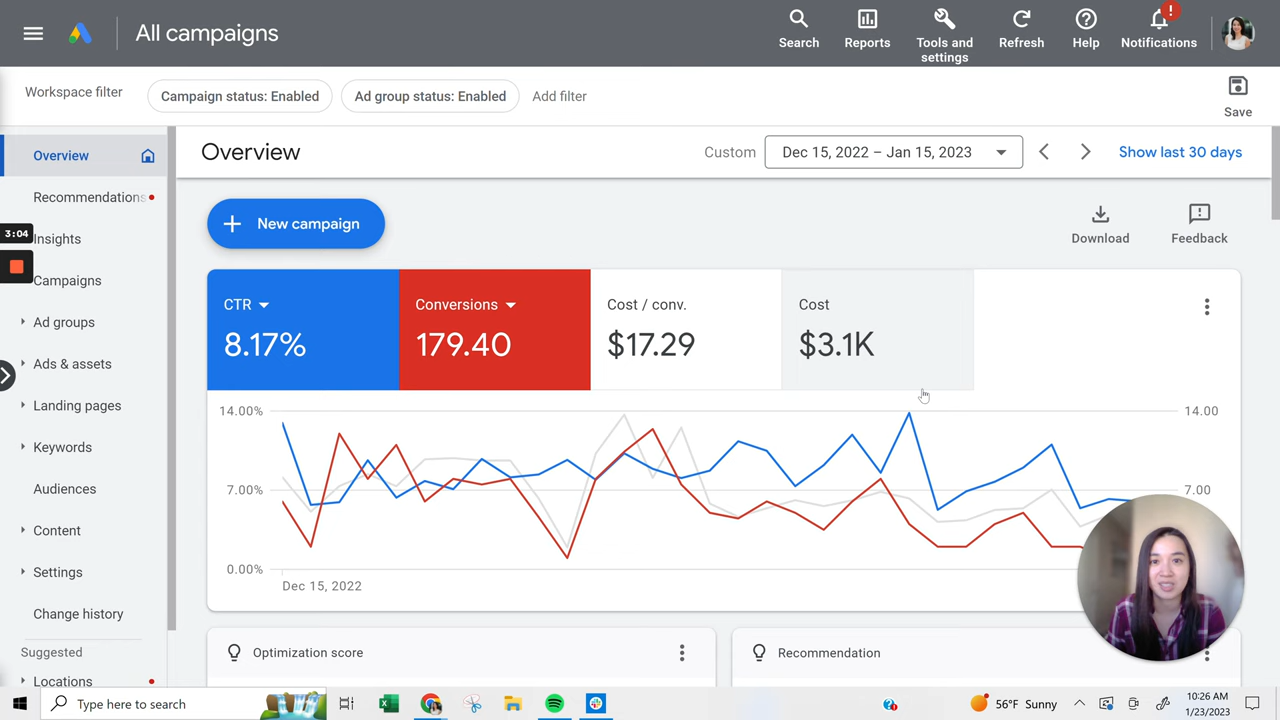 All campaigns
Search
Reports
Tools and
settings
Refresh
Help
!
Notifications
Workspace filter
Campaign status: Enabled
Ad group status: Enabled
Add filter
Save
Overview
Recommendations
Insights
Campaigns
Ad groups
Ads & assets
Landing pages
Keywords
Audiences
Content
Settings
Change history
Suggested
Locations
3:04
Overview
Custom
Dec 15, 2022 – Jan 15, 2023
Show last 30 days
New campaign
Download
Feedback
CTR
8.17%
Conversions
179.40
Cost / conv.
$17.29
Cost
$3.1K
14.00%
7.00%
0.00%
14.00
7.00
Dec 15, 2022
Optimization score
Recommendation
Type here to search
56°F Sunny
10:26 AM
1/23/2023